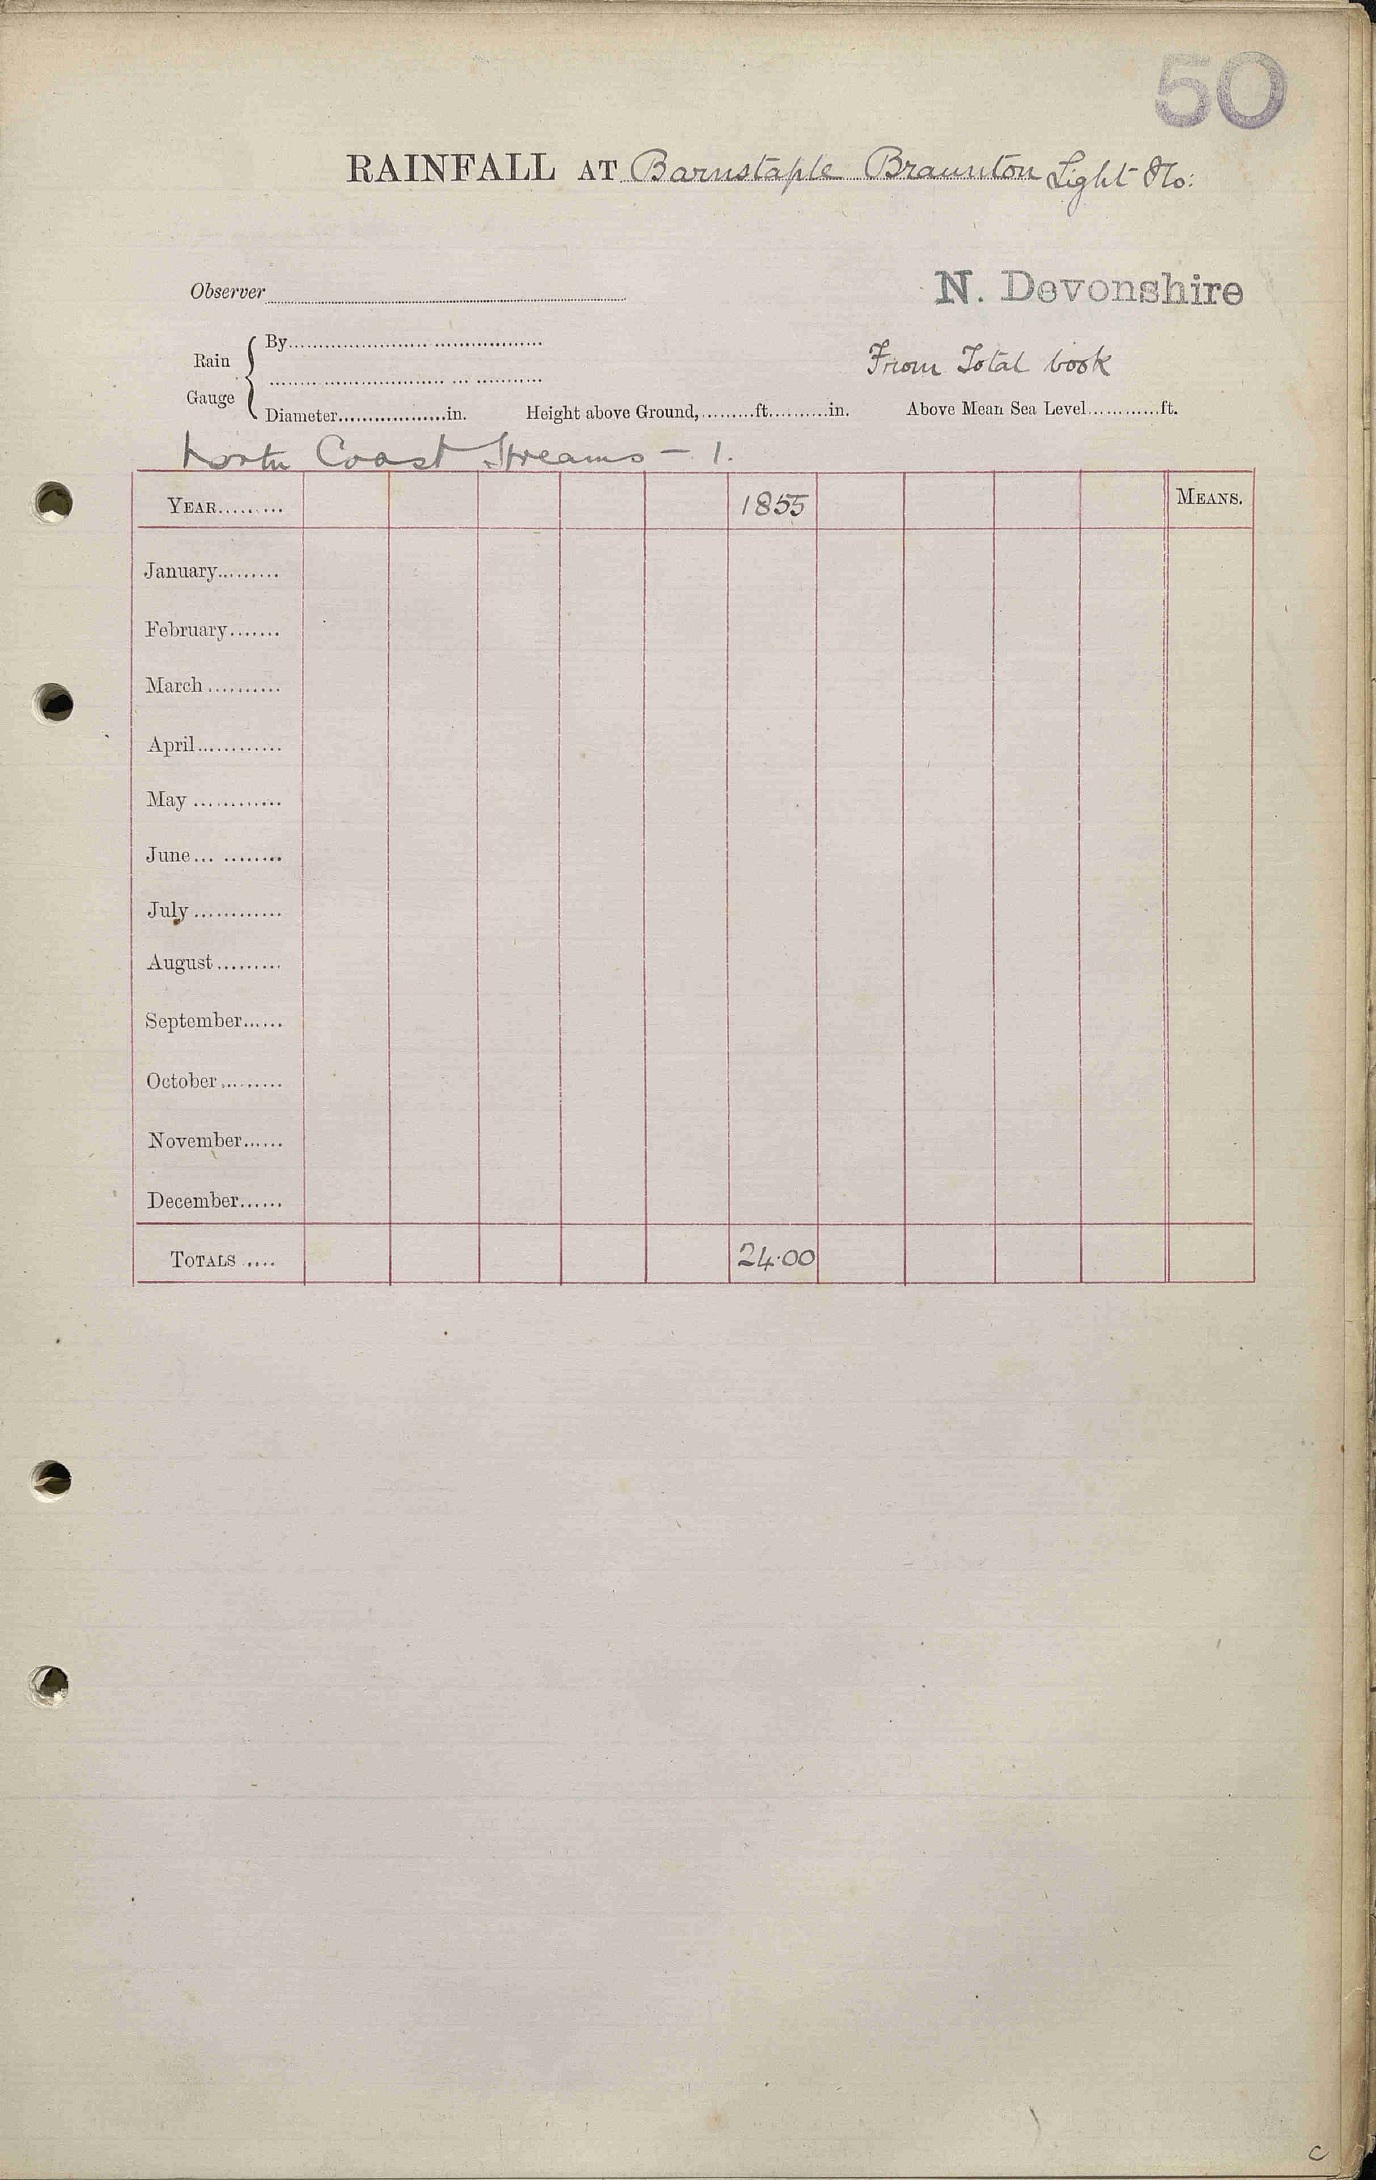 50
RAINFALL AT Barnstaple Braunton Light Ho:
Observer
N. Devonshire
Rain Gauge
By
From Total book
Diameter..................in. Height above Ground,.........ft..........in. Above Mean Sea Level............ft.
North Coast Streams - 1.
YEAR......... 1855 MEANS.
January.........
February.......
March ..........
April............
May ............
June... .........
July............
August.........
September......
October.........
November......
December......
TOTALS .... 24.00
c